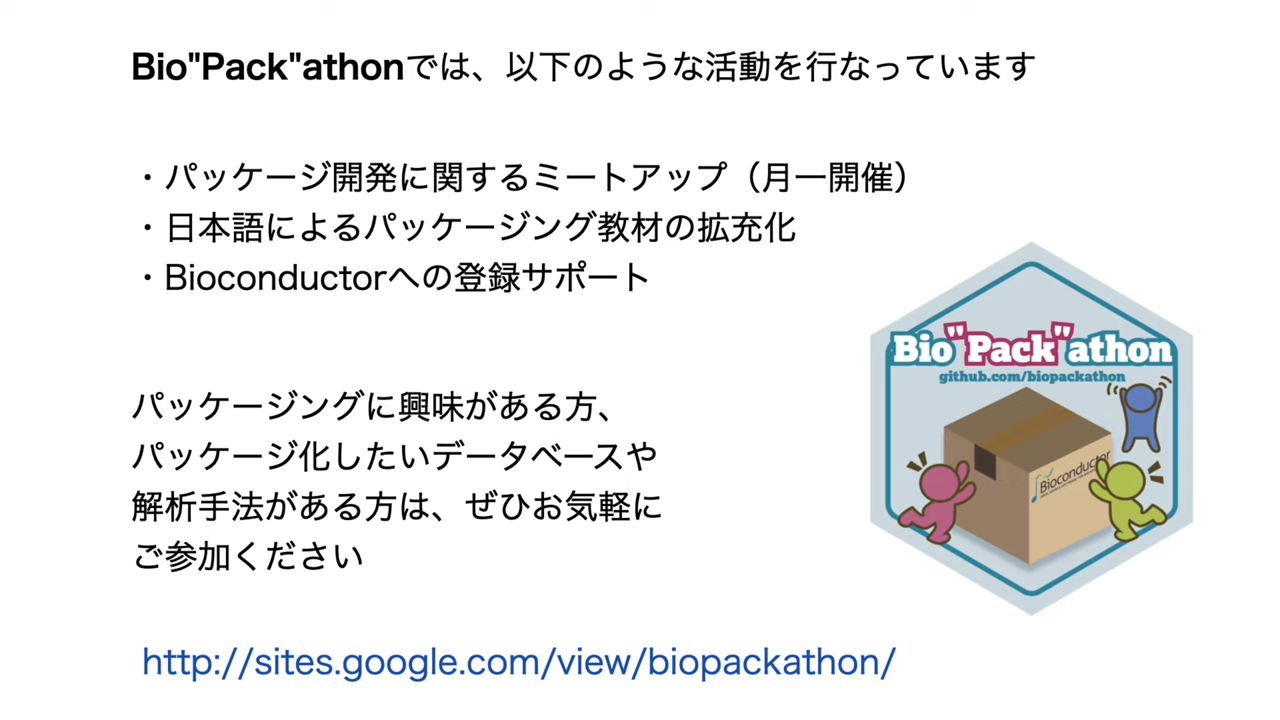 Bio"Pack"athonでは、以下のような活動を行なっています
・パッケージ開発に関するミートアップ（月一開催）
・日本語によるパッケージング教材の拡充化
・Bioconductorへの登録サポート
パッケージングに興味がある方、
パッケージ化したいデータベースや
解析手法がある方は、ぜひお気軽に
ご参加ください
http://sites.google.com/view/biopackathon/
Bio"Pack"athon
github.com/biopackathon
Bioconductor